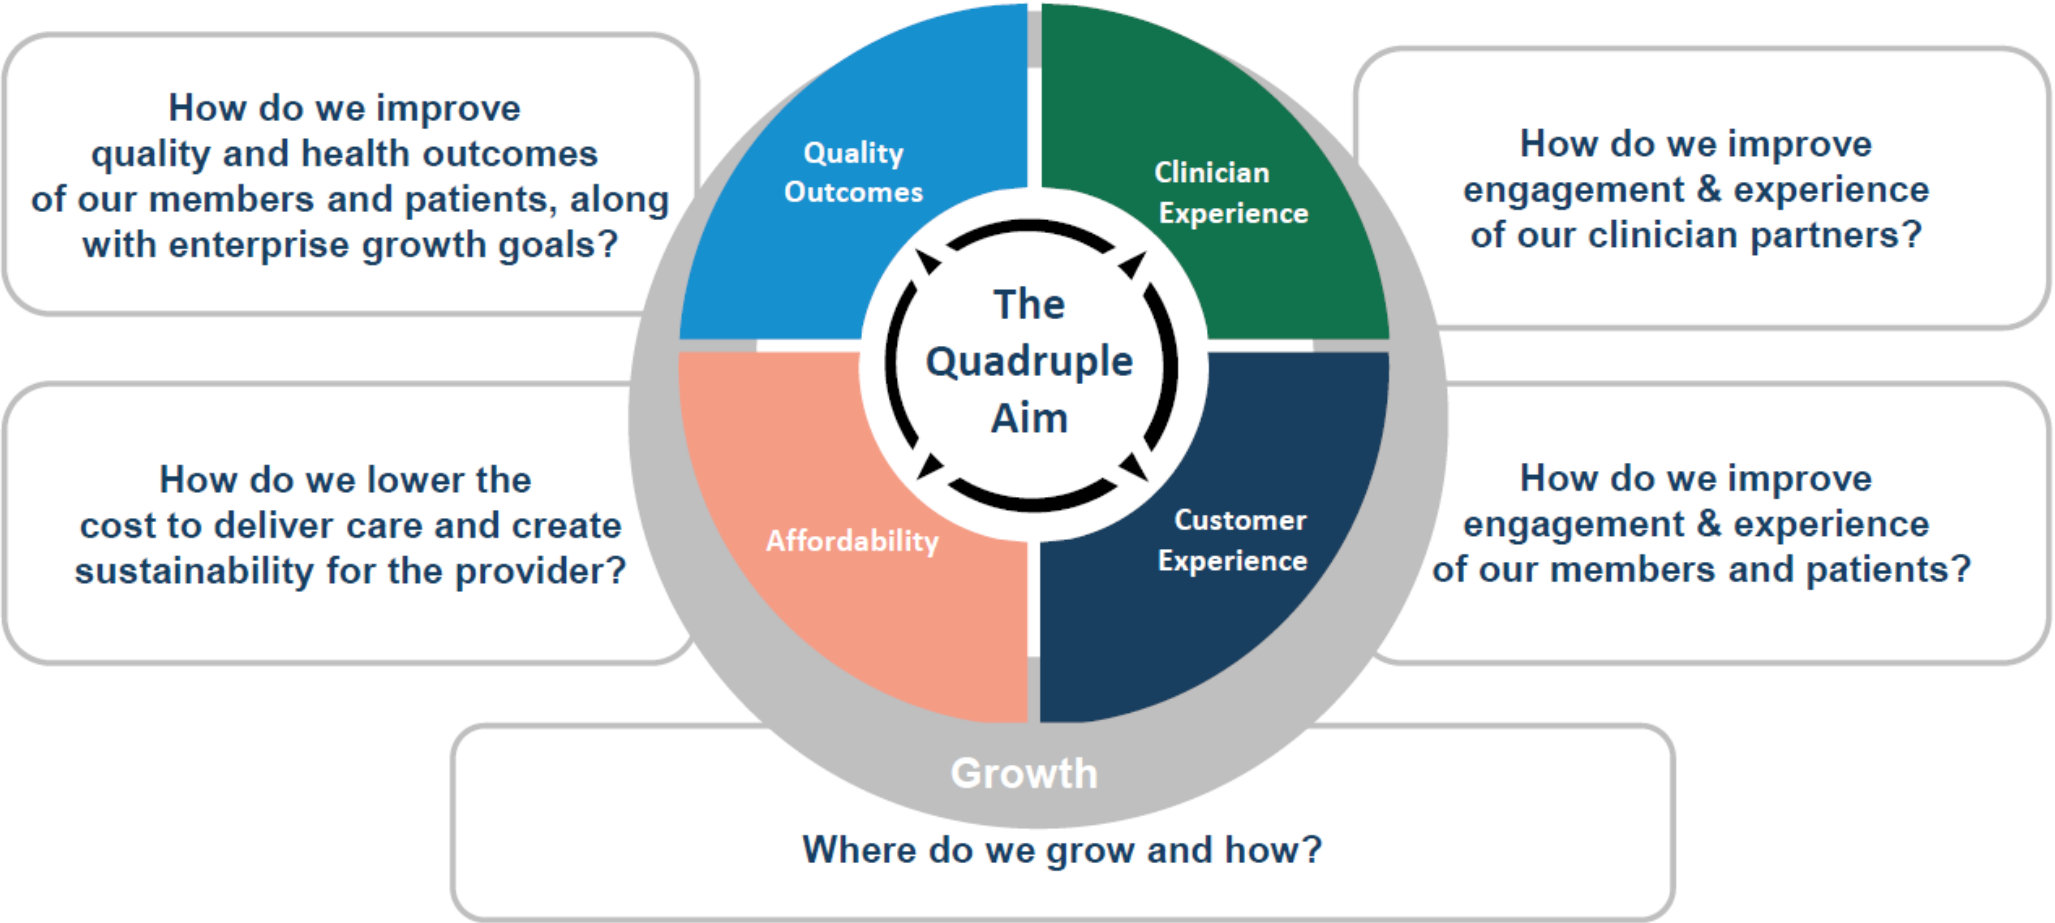 How do we improve
quality and health outcomes
of our members and patients, along
with enterprise growth goals?
Quality
Outcomes
Clinician
Experience
How do we improve
engagement & experience
of our clinician partners?
The
Quadruple
Aim
How do we lower the
cost to deliver care and create
sustainability for the provider?
Affordability
Customer
Experience
How do we improve
engagement & experience
of our members and patients?
Growth
Where do we grow and how?